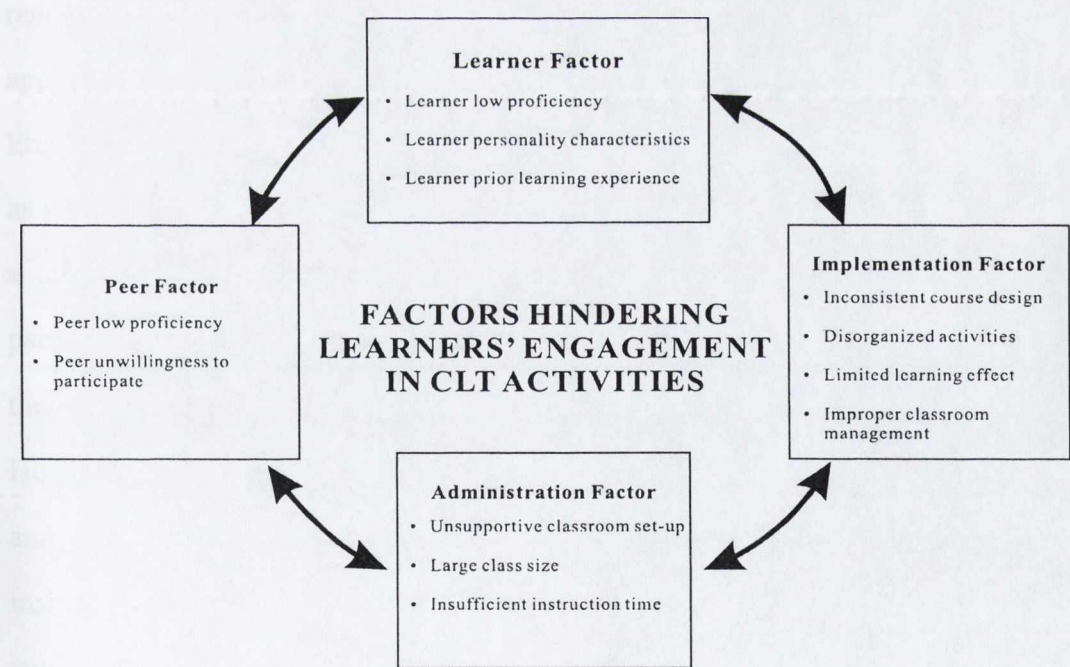 Learner Factor
• Learner low proficiency
• Learner personality characteristics
• Learner prior learning experience
Peer Factor
• Peer low proficiency
• Peer unwillingness to
participate
FACTORS HINDERING
LEARNERS' ENGAGEMENT
IN CLT ACTIVITIES
Implementation Factor
• Inconsistent course design
• Disorganized activities
• Limited learning effect
• Improper classroom
management
Administration Factor
• Unsupportive classroom set-up
• Large class size
• Insufficient instruction time